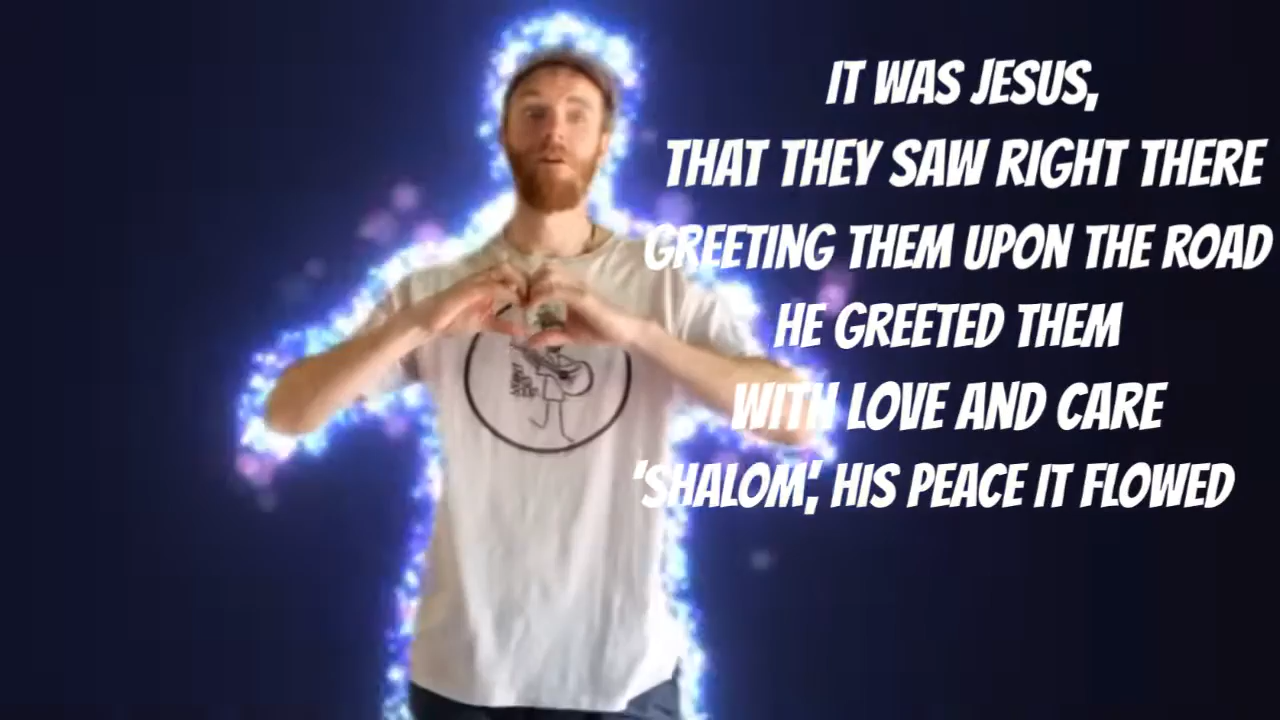 IT WAS JESUS,
THAT THEY SAW RIGHT THERE
GREETING THEM UPON THE ROAD
HE GREETED THEM
WITH LOVE AND CARE
'SHALOM', HIS PEACE IT FLOWED